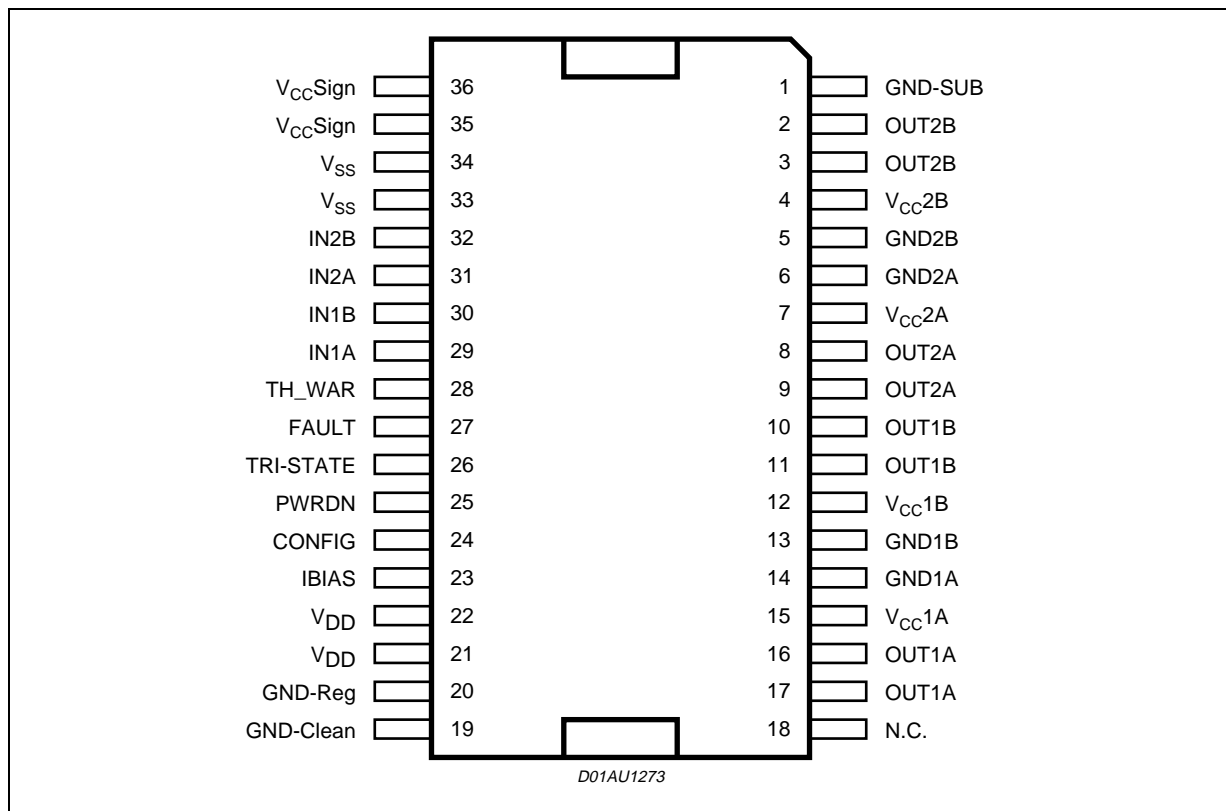 VCCSign 36 1 GND-SUB
VCCSign 35 2 OUT2B
VSS 34 3 OUT2B
VSS 33 4 VCC2B
IN2B 32 5 GND2B
IN2A 31 6 GND2A
IN1B 30 7 VCC2A
IN1A 29 8 OUT2A
TH_WAR 28 9 OUT2A
FAULT 27 10 OUT1B
TRI-STATE 26 11 OUT1B
PWRDN 25 12 VCC1B
CONFIG 24 13 GND1B
IBIAS 23 14 GND1A
VDD 22 15 VCC1A
VDD 21 16 OUT1A
GND-Reg 20 17 OUT1A
GND-Clean 19 18 N.C.
D01AU1273